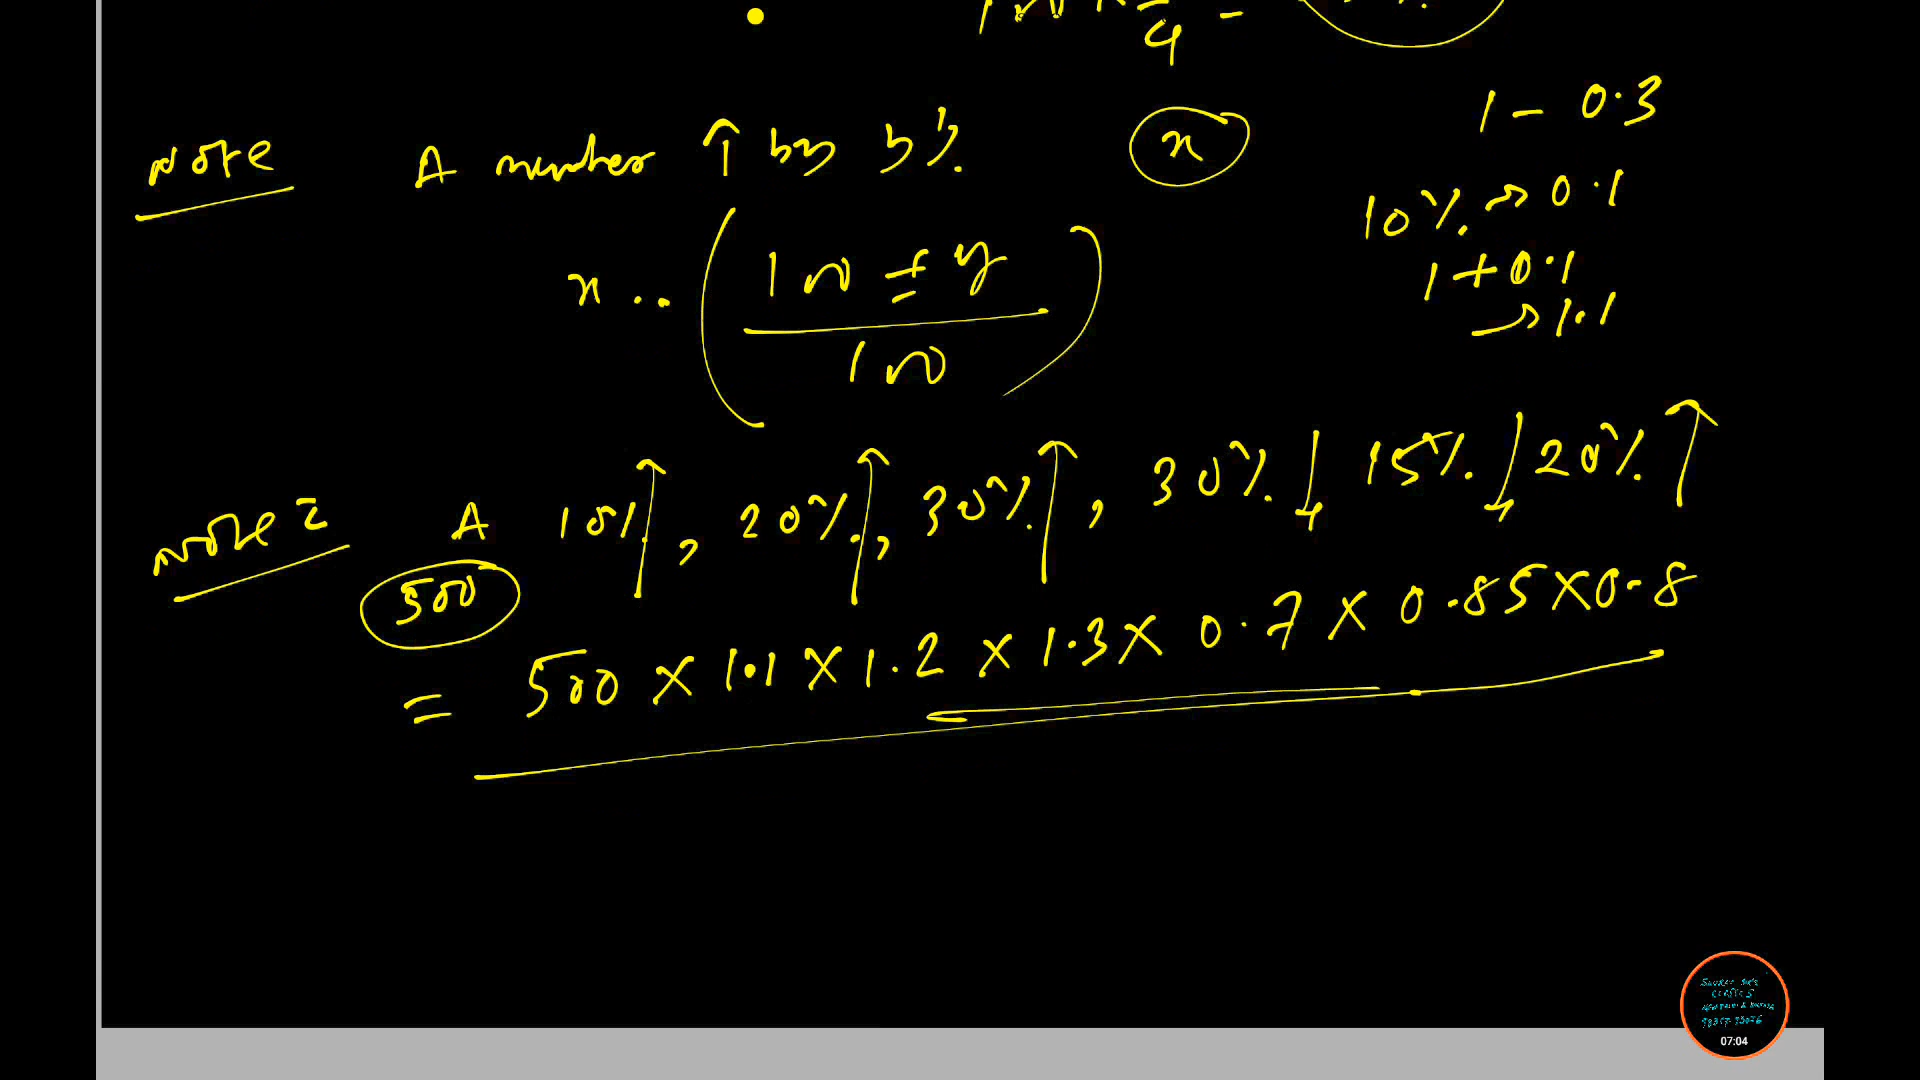 4 -
Note A number ↑ by y% x
1 - 0.3
10% → 0.1
1 + 0.1
→ 1.1
x .. (100 ± y / 100)
Note 2 A 10%↑, 20%↑, 30%↑, 30%↓ 15%↓ 20%↑
500
= 500 × 1.1 × 1.2 × 1.3 × 0.7 × 0.85 × 0.8
07:04